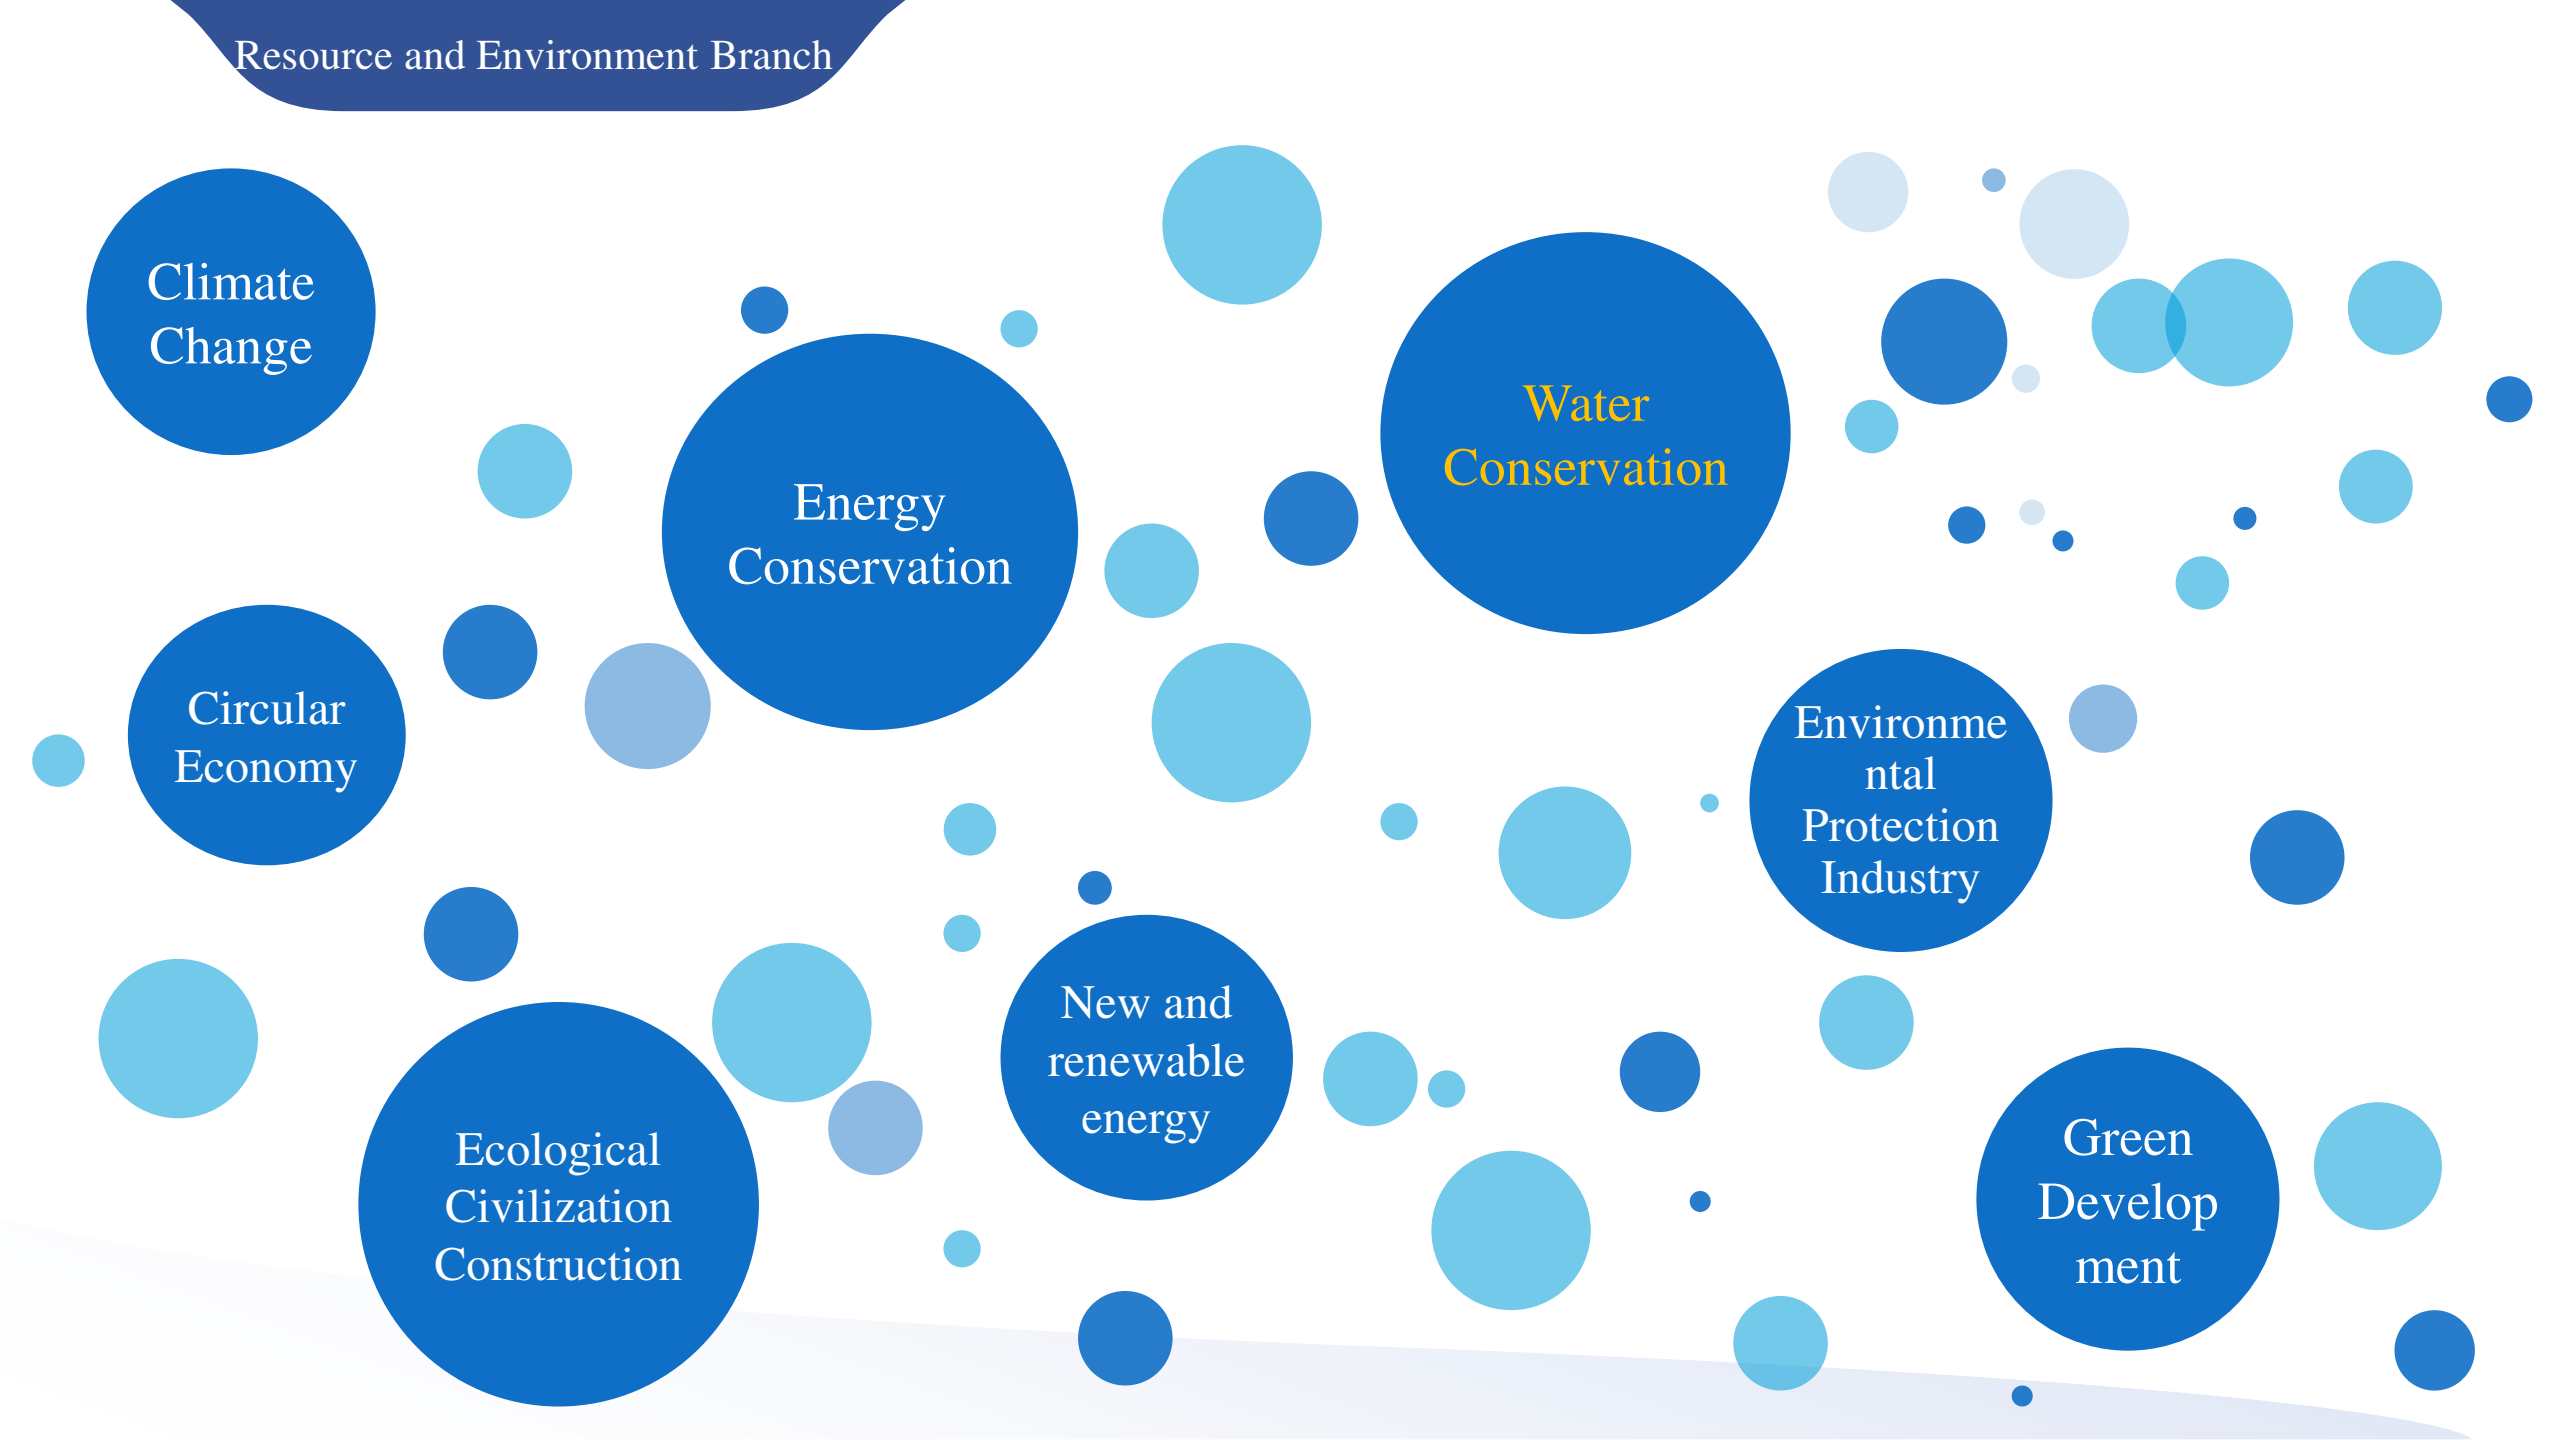 Resource and Environment Branch
Climate
Change
Energy
Conservation
Water
Conservation
Circular
Economy
Environme
ntal
Protection
Industry
New and
renewable
energy
Ecological
Civilization
Construction
Green
Develop
ment